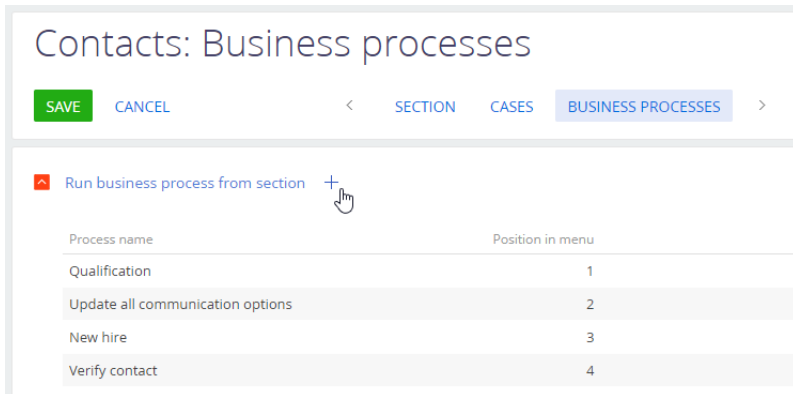 Contacts: Business processes
SAVE CANCEL SECTION CASES BUSINESS PROCESSES
Run business process from section
Process name Position in menu
Qualification 1
Update all communication options 2
New hire 3
Verify contact 4